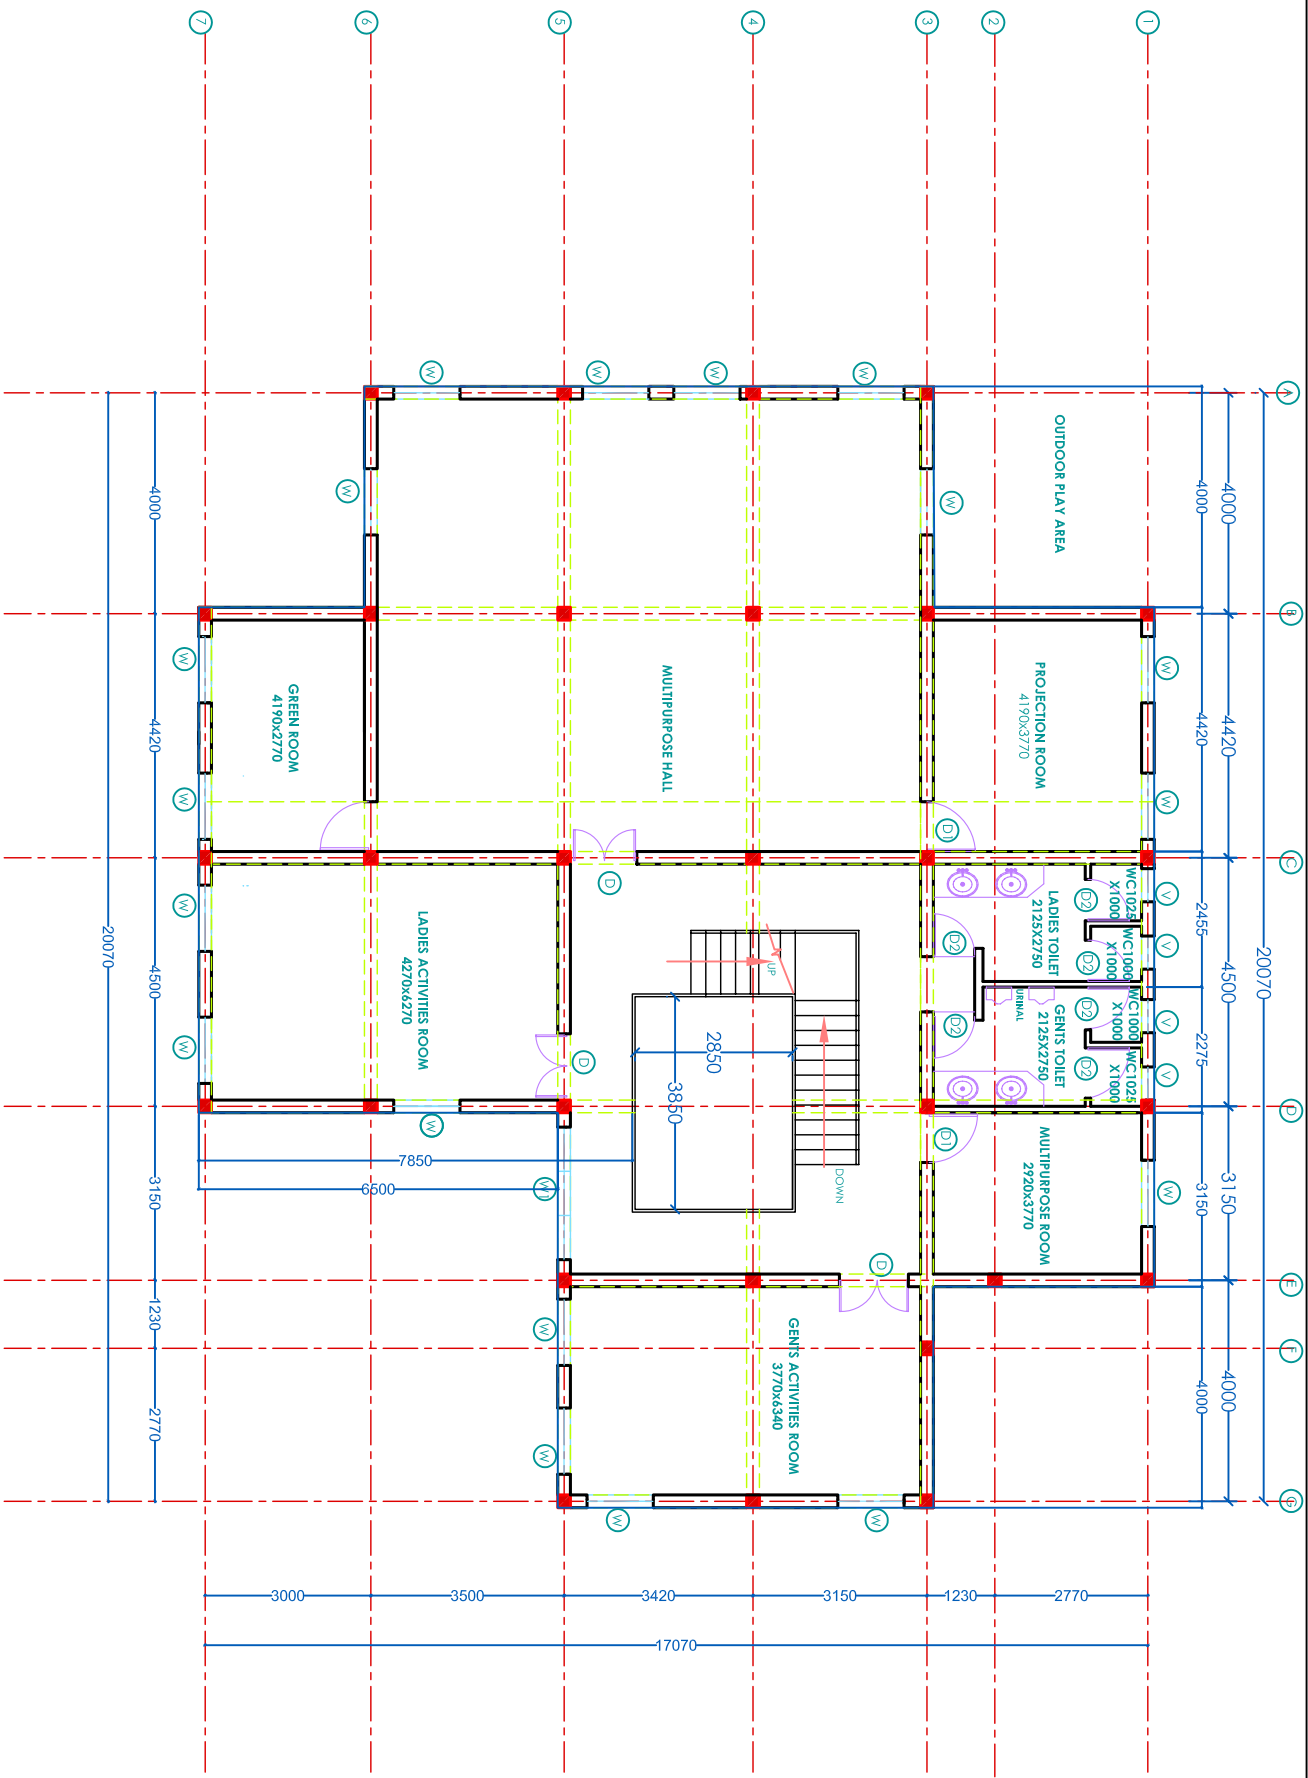 A
B
C
D
E
F
G
20070
4000
4420
4500
3150
4000
4000
4420
2455
2275
3150
4000
1
2
3
4
5
6
7
OUTDOOR PLAY AREA
PROJECTION ROOM
4190x3770
W
W
W
D1
LADIES TOILET
2125X2750
WC1025
X1000
WC1000
X1000
GENTS TOILET
2125X2750
WC1000
X1000
WC1025
X1000
URINAL
V
V
V
V
D2
D2
D2
D2
D2
D2
MULTIPURPOSE ROOM
2920x3770
W
D1
W
W
W
W
W
MULTIPURPOSE HALL
D
UP
DOWN
2850
3850
D
GENTS ACTIVITIES ROOM
3770x6340
W
W
W
W
W1
D
LADIES ACTIVITIES ROOM
4270x6270
W
W
W
7850
6500
GREEN ROOM
4190x2770
W
W
4000
4420
4500
3150
1230
2770
20070
2770
1230
3150
3420
3500
3000
17070